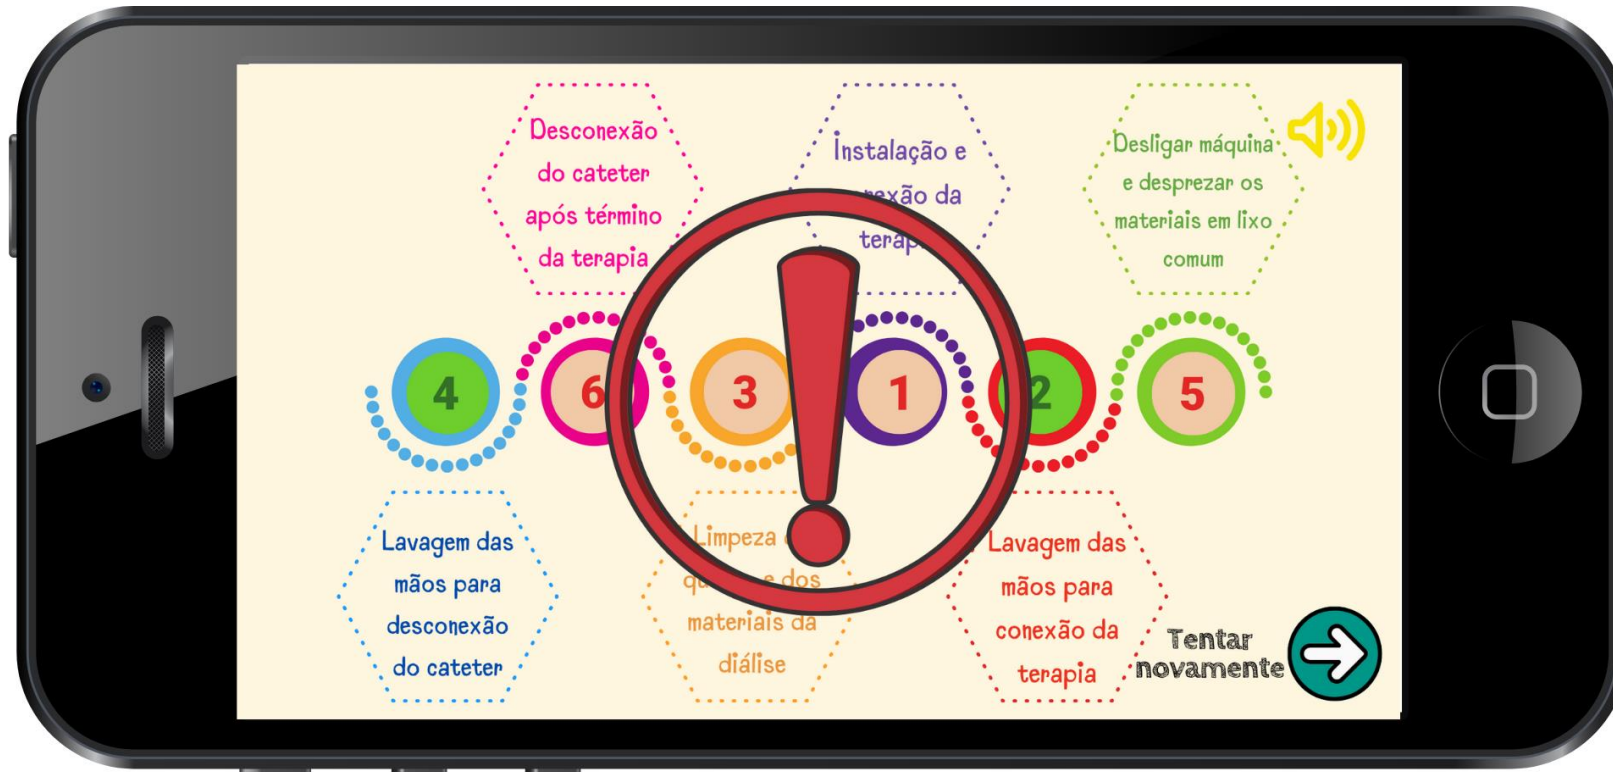 Desconexão
do cateter
após término
da terapia
Instalação e
da
Desligar máquina
e desprezar os
materiais em lixo
comum
4
6
3
1
2
5
Lavagem das
mãos para
desconexão
do cateter
Limpeza
e dos
materiais da
diálise
Lavagem das
mãos para
conexão da
terapia
Tentar
novamente